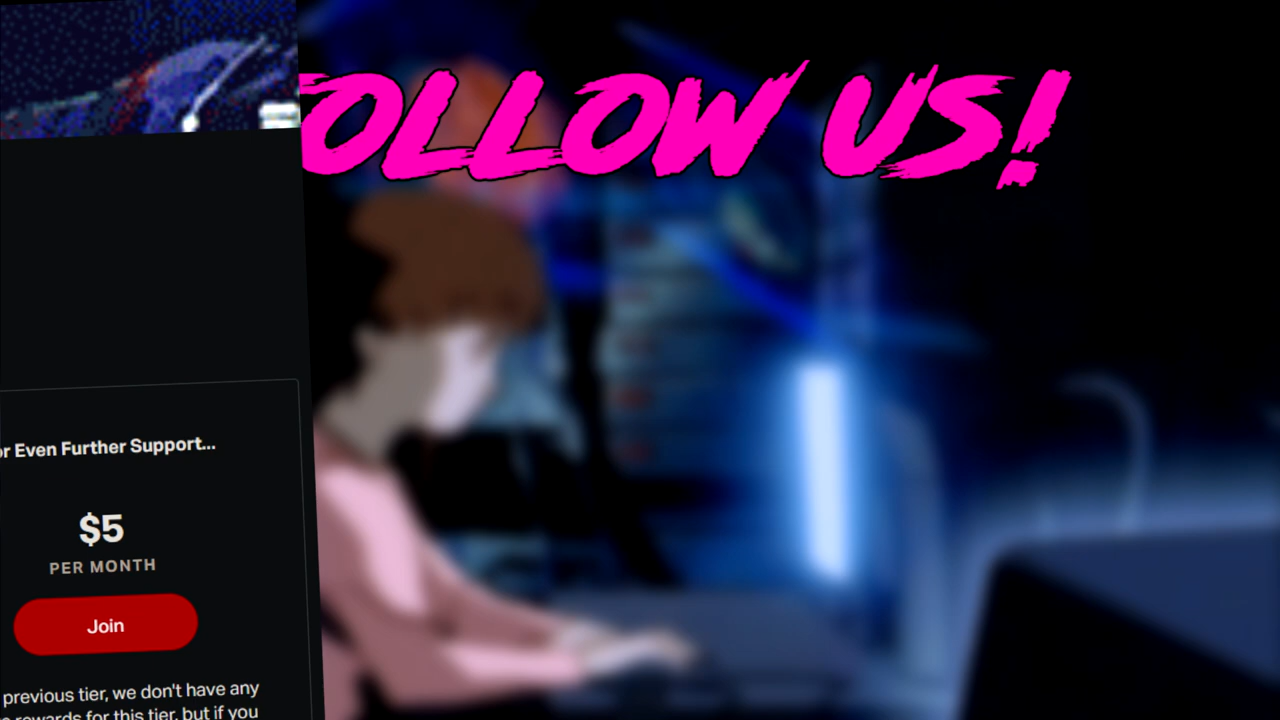 OLLOW US!
or Even Further Support...
$5
PER MONTH
Join
previous tier, we don't have any
rewards for this tier, but if you